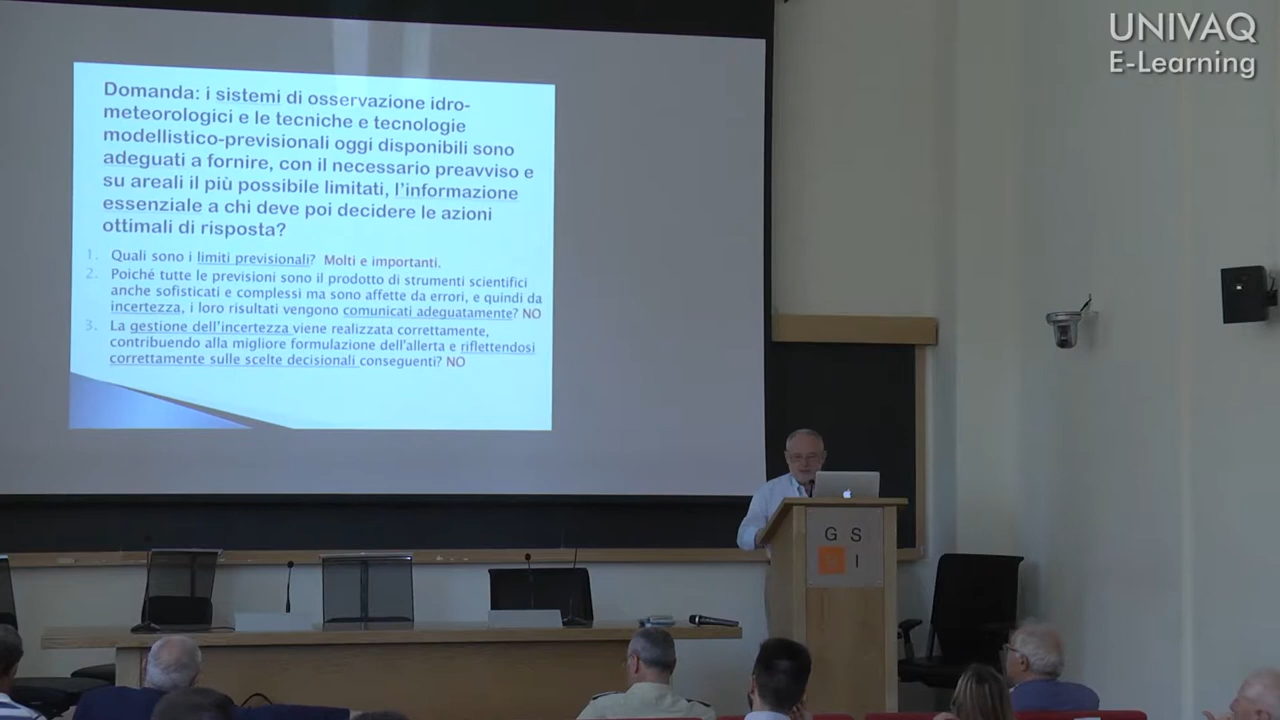 UNIVAQ
E-Learning
Domanda: i sistemi di osservazione idro-
meteorologici e le tecniche e tecnologie
modellistico-previsionali oggi disponibili sono
adeguati a fornire, con il necessario preavviso e
su areali il più possibile limitati, l'informazione
essenziale a chi deve poi decidere le azioni
ottimali di risposta?
1. Quali sono i limiti previsionali? Molti e importanti.
2. Poiché tutte le previsioni sono il prodotto di strumenti scientifici
anche sofisticati e complessi ma sono affette da errori, e quindi da
incertezza, i loro risultati vengono comunicati adeguatamente? NO
3. La gestione dell'incertezza viene realizzata correttamente,
contribuendo alla migliore formulazione dell'allerta e riflettendosi
correttamente sulle scelte decisionali conseguenti? NO
G S
S I